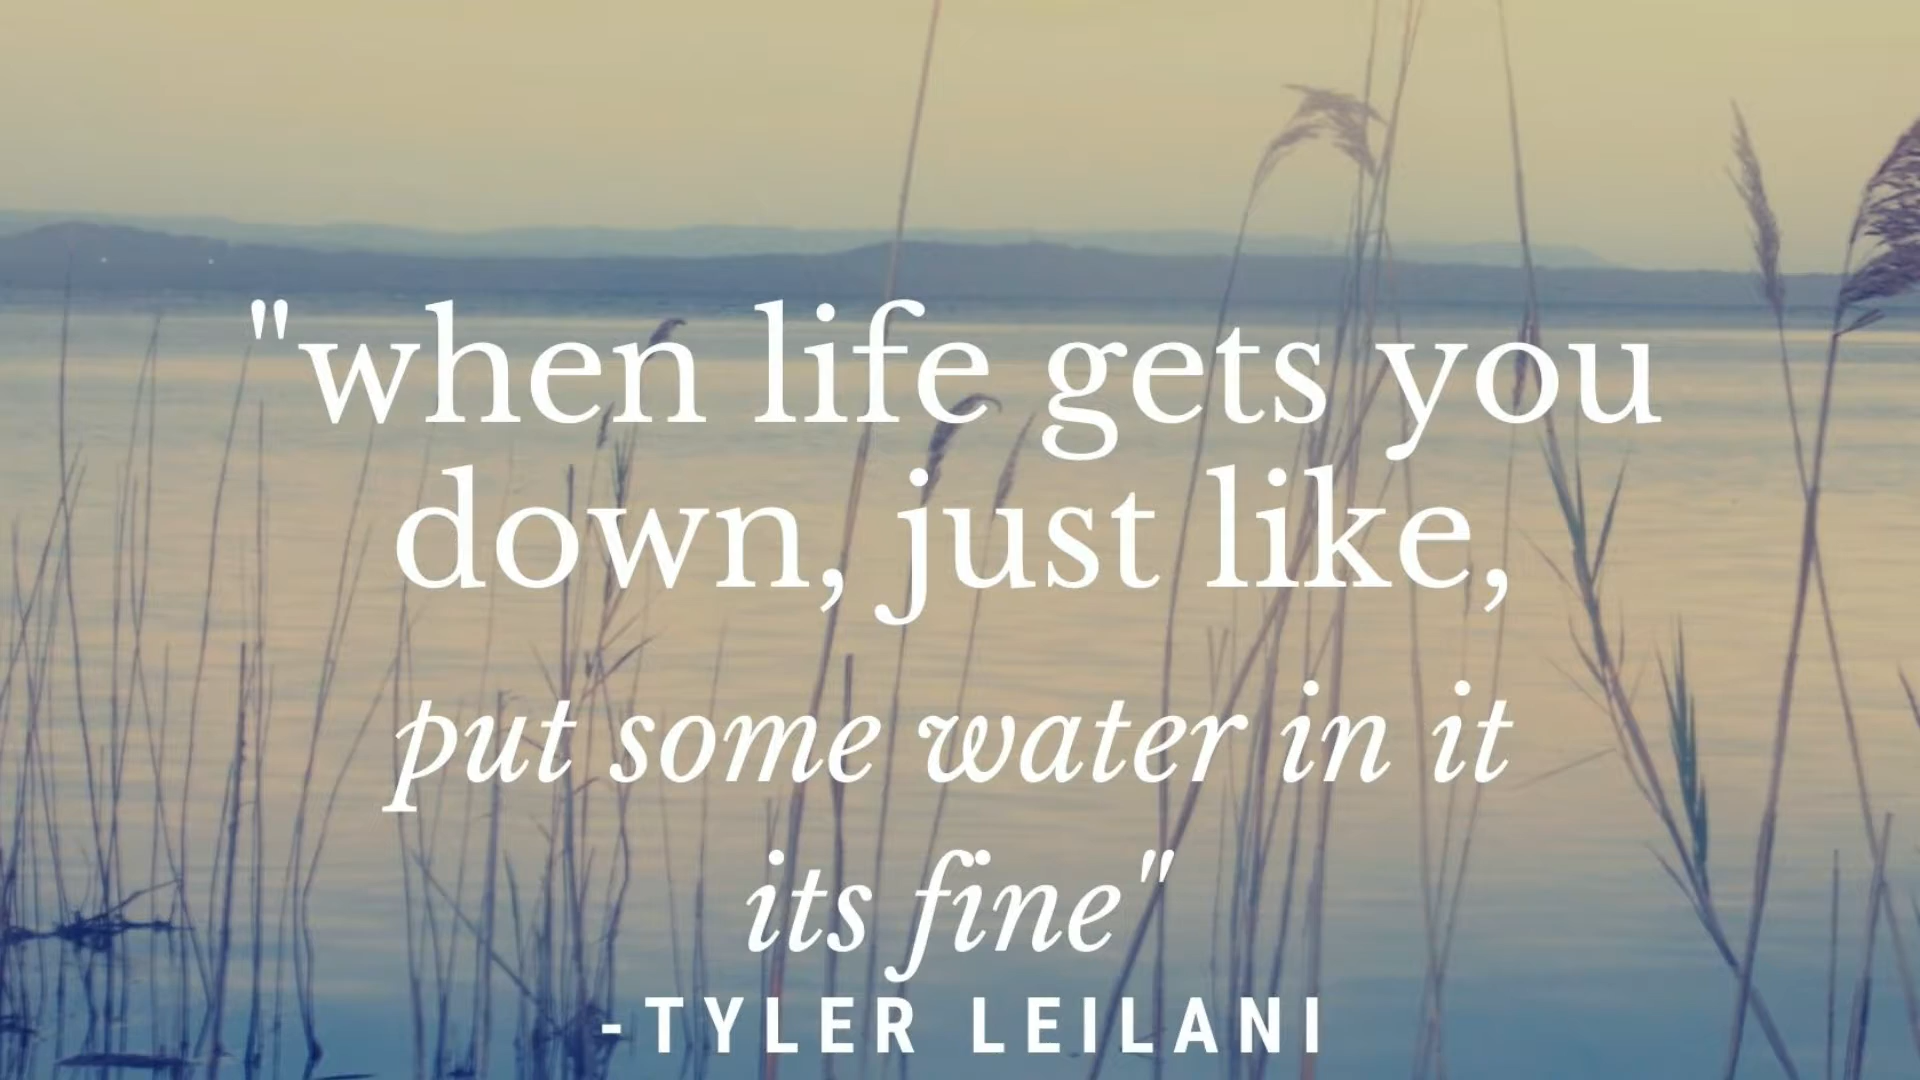 "when life gets you
down, just like,
put some water in it
its fine"
-TYLER LEILANI